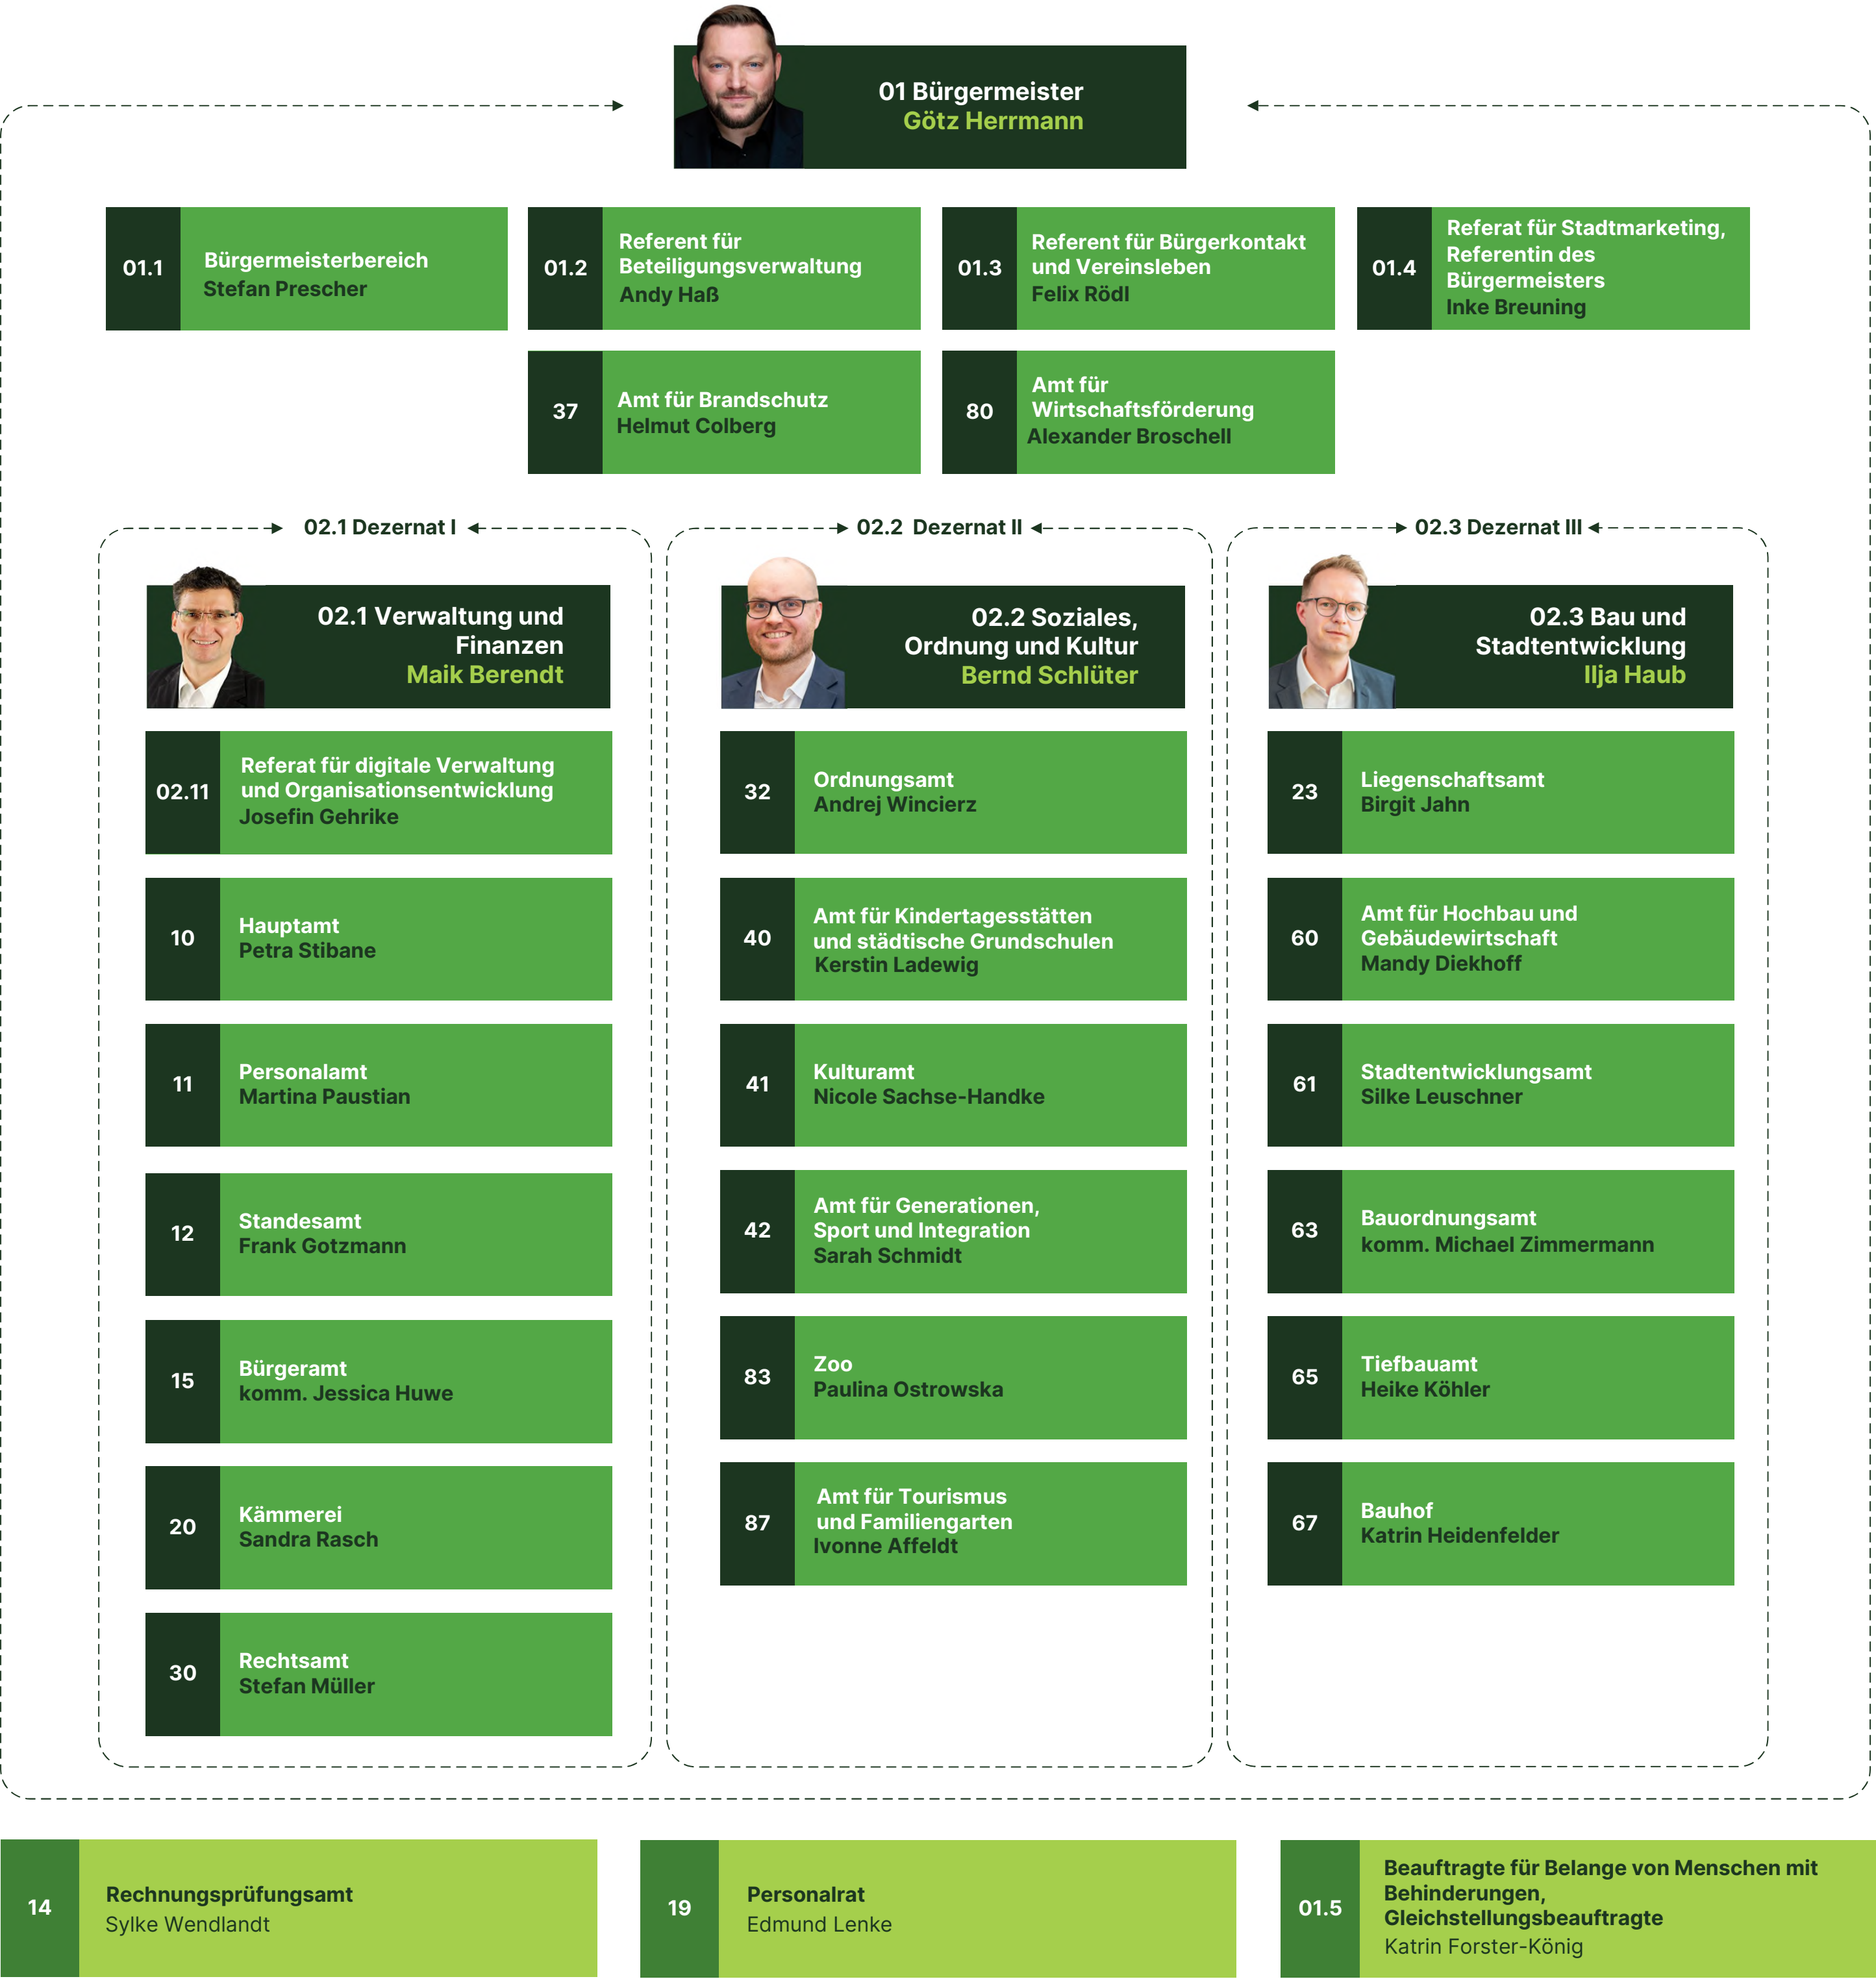 01 Bürgermeister
Götz Herrmann
01.1
Bürgermeisterbereich
Stefan Prescher
01.2
Referent für
Beteiligungsverwaltung
Andy Haß
01.3
Referent für Bürgerkontakt
und Vereinsleben
Felix Rödl
01.4
Referat für Stadtmarketing,
Referentin des
Bürgermeisters
Inke Breuning
37
Amt für Brandschutz
Helmut Colberg
80
Amt für
Wirtschaftsförderung
Alexander Broschell
02.1 Dezernat I
02.1 Verwaltung und
Finanzen
Maik Berendt
02.11
Referat für digitale Verwaltung
und Organisationsentwicklung
Josefin Gehrike
10
Hauptamt
Petra Stibane
11
Personalamt
Martina Paustian
12
Standesamt
Frank Gotzmann
15
Bürgeramt
komm. Jessica Huwe
20
Kämmerei
Sandra Rasch
30
Rechtsamt
Stefan Müller
02.2 Dezernat II
02.2 Soziales,
Ordnung und Kultur
Bernd Schlüter
32
Ordnungsamt
Andrej Wincierz
40
Amt für Kindertagesstätten
und städtische Grundschulen
Kerstin Ladewig
41
Kulturamt
Nicole Sachse-Handke
42
Amt für Generationen,
Sport und Integration
Sarah Schmidt
83
Zoo
Paulina Ostrowska
87
Amt für Tourismus
und Familiengarten
Ivonne Affeldt
02.3 Dezernat III
02.3 Bau und
Stadtentwicklung
Ilja Haub
23
Liegenschaftsamt
Birgit Jahn
60
Amt für Hochbau und
Gebäudewirtschaft
Mandy Diekhoff
61
Stadtentwicklungsamt
Silke Leuschner
63
Bauordnungsamt
komm. Michael Zimmermann
65
Tiefbauamt
Heike Köhler
67
Bauhof
Katrin Heidenfelder
14
Rechnungsprüfungsamt
Sylke Wendlandt
19
Personalrat
Edmund Lenke
01.5
Beauftragte für Belange von Menschen mit
Behinderungen,
Gleichstellungsbeauftragte
Katrin Forster-König